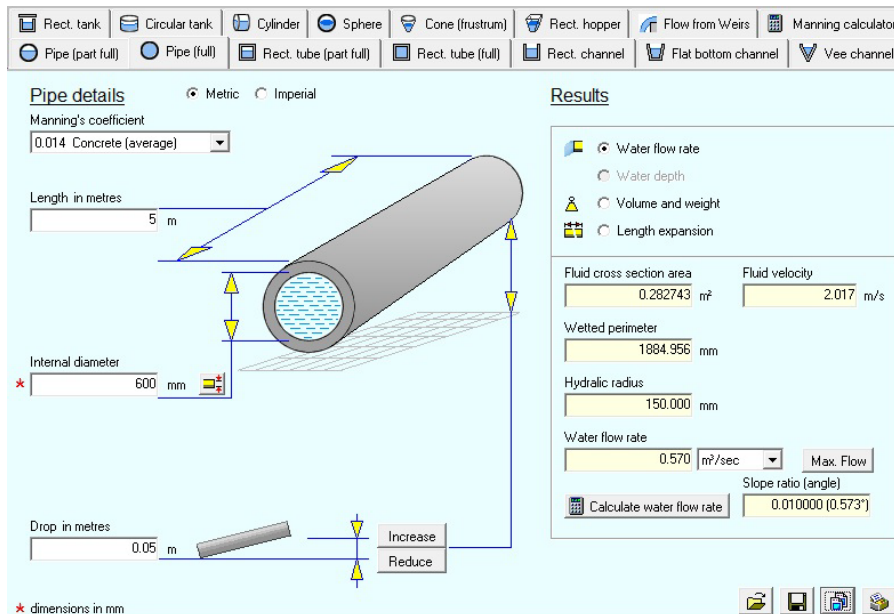 Rect. tank
Circular tank
Cylinder
Sphere
Cone (frustrum)
Rect. hopper
Flow from Weirs
Manning calculator
Pipe (part full)
Pipe (full)
Rect. tube (part full)
Rect. tube (full)
Rect. channel
Flat bottom channel
Vee channel
Pipe details
Metric
Imperial
Manning's coefficient
0.014 Concrete (average)
Length in metres
5 m
Internal diameter
* 600 mm
Drop in metres
0.05 m
Increase
Reduce
* dimensions in mm
Results
Water flow rate
Water depth
Volume and weight
Length expansion
Fluid cross section area
0.282743 m²
Fluid velocity
2.017 m/s
Wetted perimeter
1884.956 mm
Hydralic radius
150.000 mm
Water flow rate
0.570 m³/sec
Max. Flow
Slope ratio (angle)
Calculate water flow rate
0.010000 (0.573°)